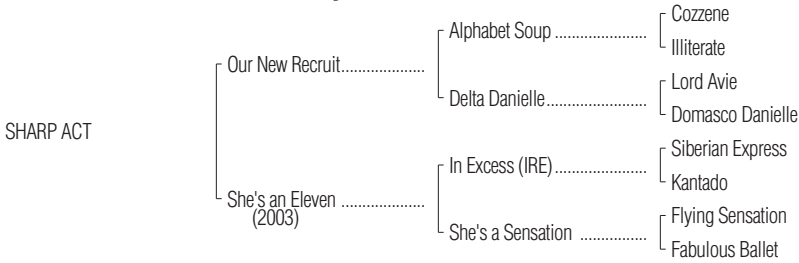 Cozzene
Alphabet Soup .......................
Illiterate
Our New Recruit.....................
Lord Avie
Delta Danielle.........................
Domasco Danielle
SHARP ACT
Siberian Express
In Excess (IRE).......................
Kantado
She's an Eleven .....................
(2003)
Flying Sensation
She's a Sensation .................
Fabulous Ballet